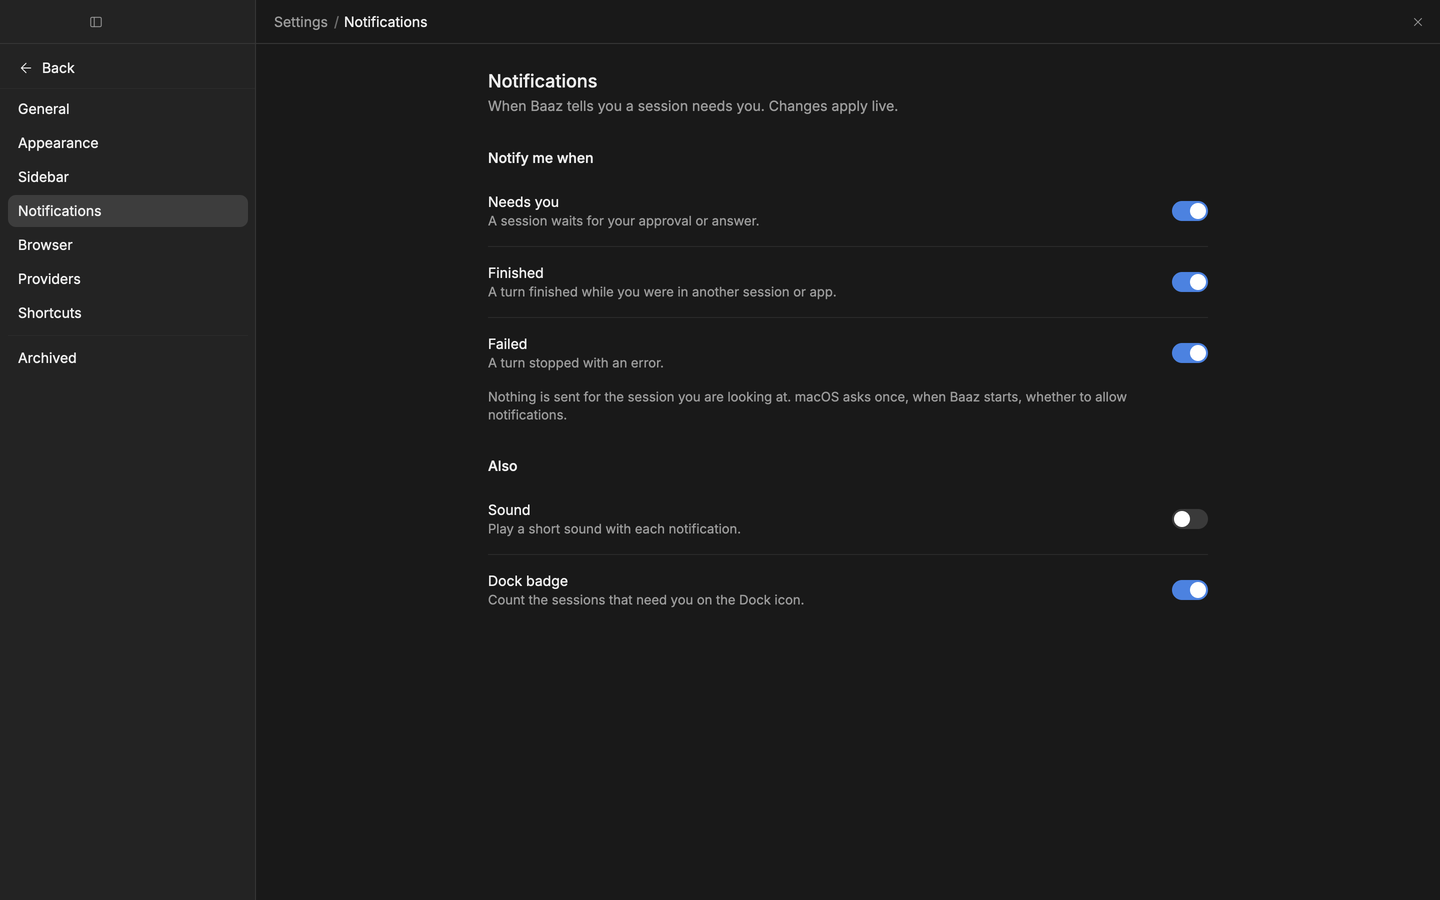 Settings / Notifications
Back
General
Appearance
Sidebar
Notifications
Browser
Providers
Shortcuts
Archived
Notifications
When Baaz tells you a session needs you. Changes apply live.
Notify me when
Needs you
A session waits for your approval or answer.
Finished
A turn finished while you were in another session or app.
Failed
A turn stopped with an error.
Nothing is sent for the session you are looking at. macOS asks once, when Baaz starts, whether to allow
notifications.
Also
Sound
Play a short sound with each notification.
Dock badge
Count the sessions that need you on the Dock icon.